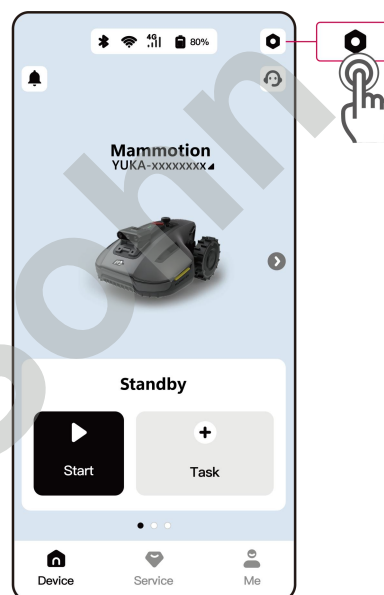 4G
80%
Mammotion
YUKA-xxxxxxxx
Standby
Start
Task
Device
Service
Me